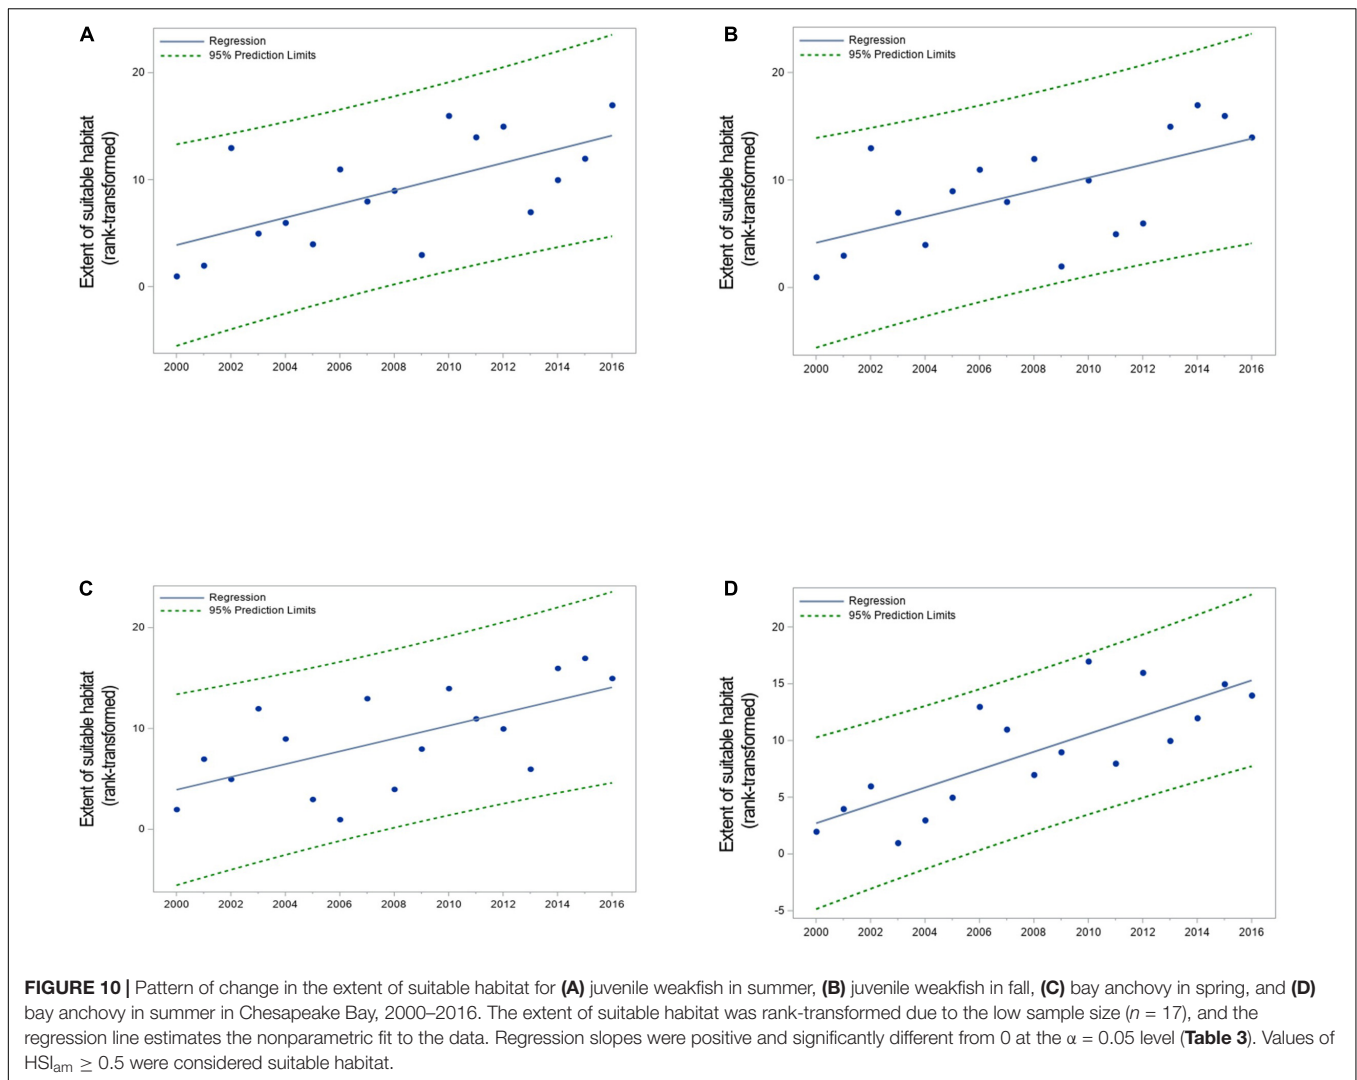 A
Regression
95% Prediction Limits
Extent of suitable habitat
(rank-transformed)
20
10
0
2000 2002 2004 2006 2008 2010 2012 2014 2016
B
Regression
95% Prediction Limits
Extent of suitable habitat
(rank-transformed)
20
10
0
2000 2002 2004 2006 2008 2010 2012 2014 2016
C
Regression
95% Prediction Limits
Extent of suitable habitat
(rank-transformed)
20
10
0
2000 2002 2004 2006 2008 2010 2012 2014 2016
D
Regression
95% Prediction Limits
Extent of suitable habitat
(rank-transformed)
20
15
10
5
0
-5
2000 2002 2004 2006 2008 2010 2012 2014 2016
FIGURE 10 | Pattern of change in the extent of suitable habitat for (A) juvenile weakfish in summer, (B) juvenile weakfish in fall, (C) bay anchovy in spring, and (D)
bay anchovy in summer in Chesapeake Bay, 2000–2016. The extent of suitable habitat was rank-transformed due to the low sample size (n = 17), and the
regression line estimates the nonparametric fit to the data. Regression slopes were positive and significantly different from 0 at the α = 0.05 level (Table 3). Values of
HSIam ≥ 0.5 were considered suitable habitat.